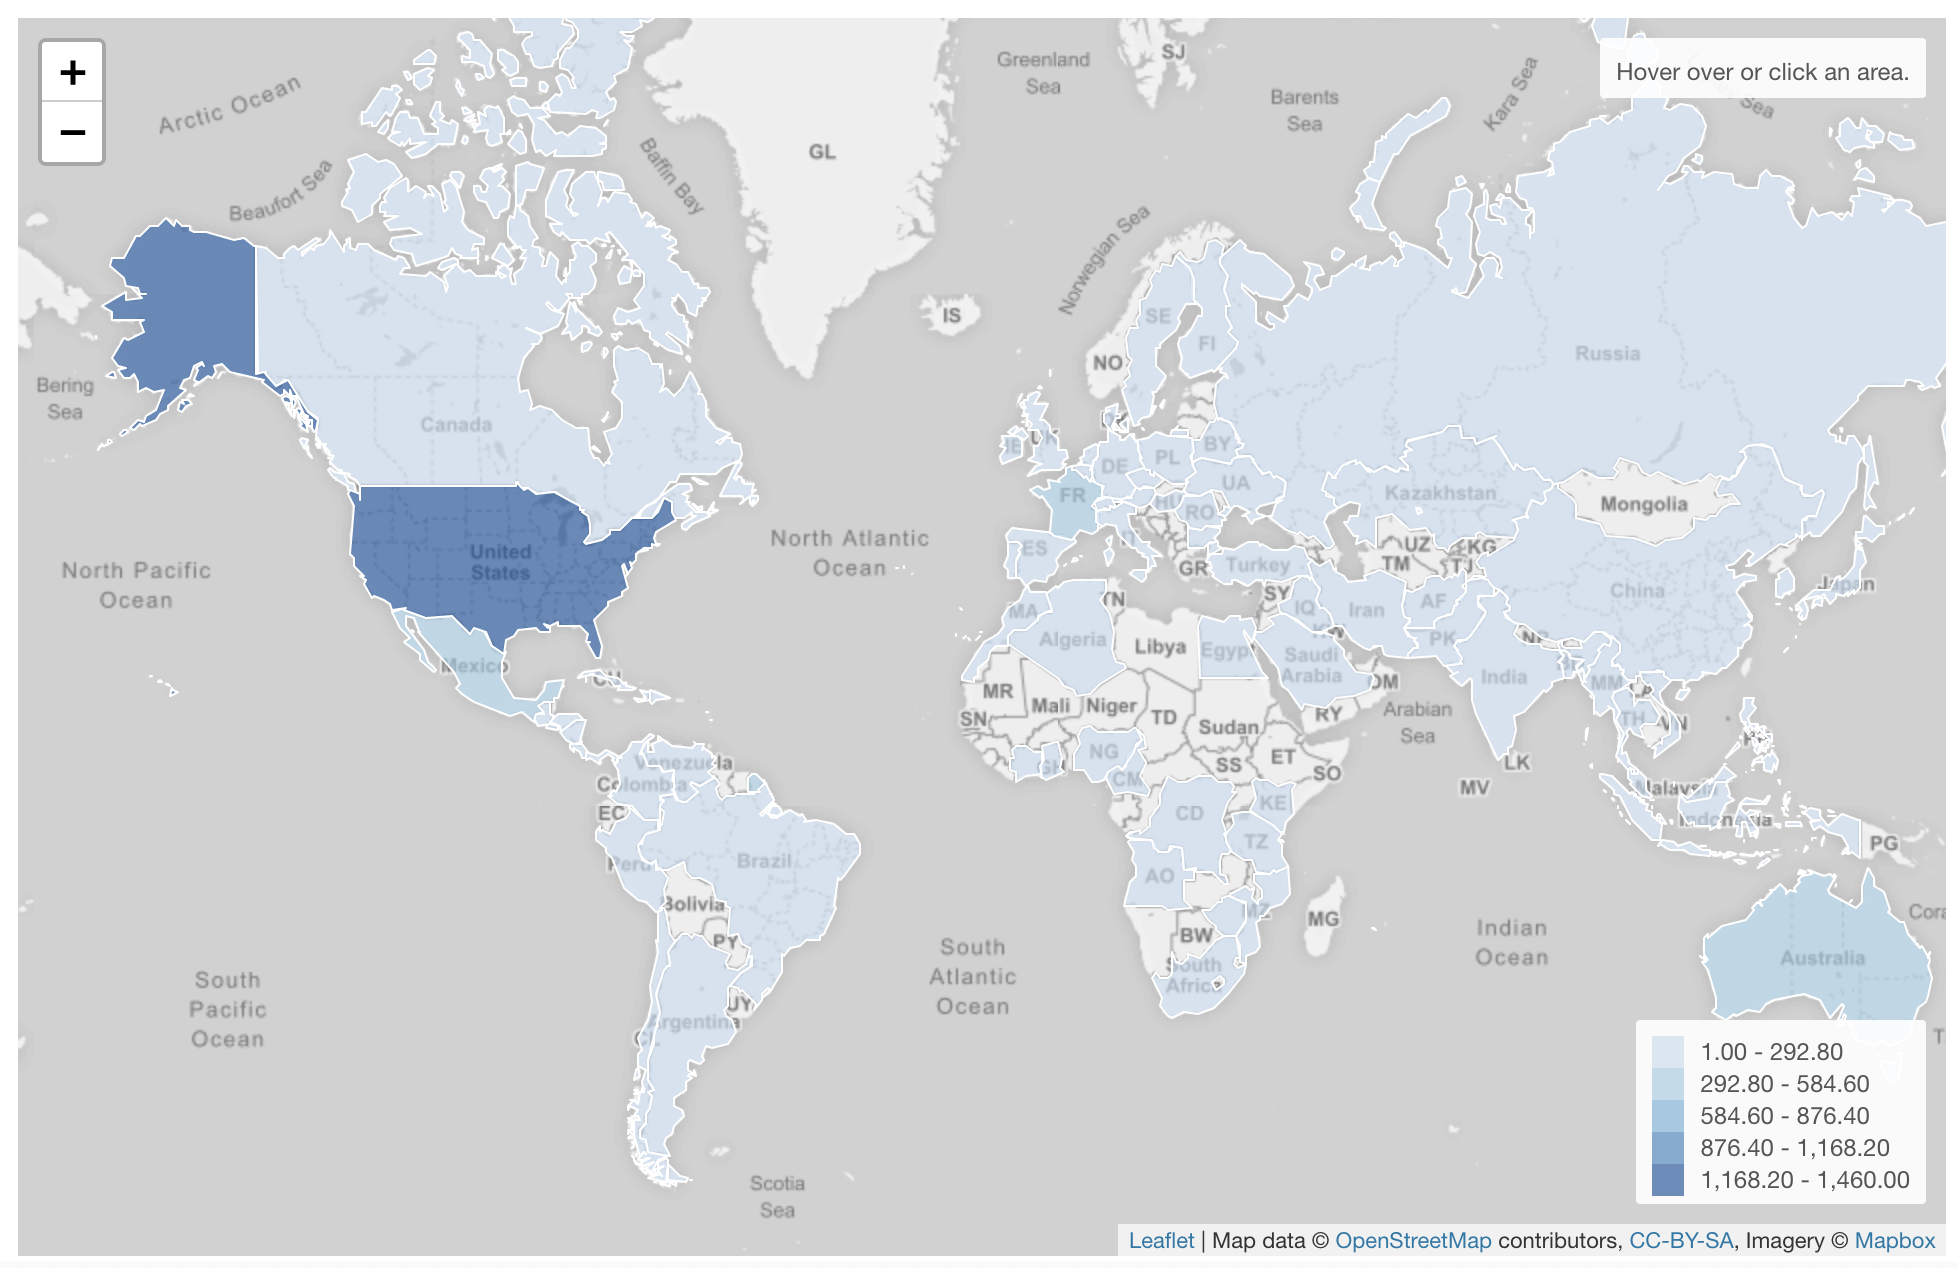 +
−
Hover over or click an area.
Arctic Ocean
Beaufort Sea
Baffin Bay
GL
Greenland
Sea
SJ
Barents
Sea
Kara Sea
Sea
Norwegian Sea
IS
NO
SE
FI
Russia
Bering
Sea
Canada
United
States
Mexico
North Pacific
Ocean
North Atlantic
Ocean
UK
BY
DE
PL
UA
FR
HU
RO
ES
IT
GR
Turkey
Kazakhstan
Mongolia
UZ
KG
TM
TJ
China
Japan
SY
IQ
Iran
AF
PK
NP
India
MM
LA
TH
VN
TN
MA
Algeria
Libya
Egypt
Saudi
Arabia
OM
RY
Arabian
Sea
MR
Mali
Niger
TD
Sudan
SN
NG
CM
SS
ET
SO
LK
MV
Malaysia
Indonesia
PG
CU
Venezuela
Colombia
EC
Peru
Brazil
Bolivia
PY
UY
Argentina
CL
CD
KE
TZ
AO
MZ
MG
BW
South
Africa
South
Pacific
Ocean
South
Atlantic
Ocean
Indian
Ocean
Australia
Scotia
Sea
1.00 - 292.80
292.80 - 584.60
584.60 - 876.40
876.40 - 1,168.20
1,168.20 - 1,460.00
Leaflet | Map data © OpenStreetMap contributors, CC-BY-SA, Imagery © Mapbox